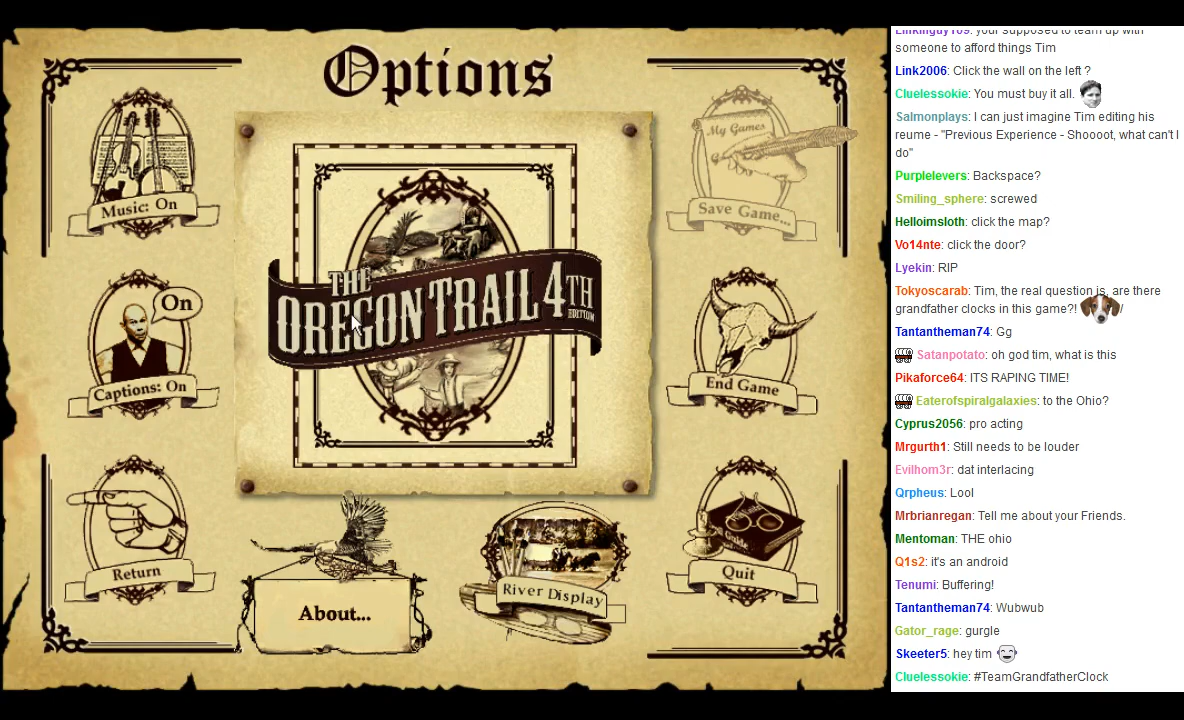 Options
Music: On
My Games
Save Game...
On
Captions: On
THE
OREGON TRAIL 4TH
EDITION
End Game
Return
About...
River Display
Guide
Quit
Linkinguy109: your supposed to team up with
someone to afford things Tim
Link2006: Click the wall on the left ?
Cluelessokie: You must buy it all.
Salmonplays: I can just imagine Tim editing his
reume - "Previous Experience - Shoooot, what can't I
do"
Purplelevers: Backspace?
Smiling_sphere: screwed
Helloimsloth: click the map?
Vo14nte: click the door?
Lyekin: RIP
Tokyoscarab: Tim, the real question is, are there
grandfather clocks in this game?! /
Tantantheman74: Gg
Satanpotato: oh god tim, what is this
Pikaforce64: ITS RAPING TIME!
Eaterofspiralgalaxies: to the Ohio?
Cyprus2056: pro acting
Mrgurth1: Still needs to be louder
Evilhom3r: dat interlacing
Qrpheus: Lool
Mrbrianregan: Tell me about your Friends.
Mentoman: THE ohio
Q1s2: it's an android
Tenumi: Buffering!
Tantantheman74: Wubwub
Gator_rage: gurgle
Skeeter5: hey tim
Cluelessokie: #TeamGrandfatherClock